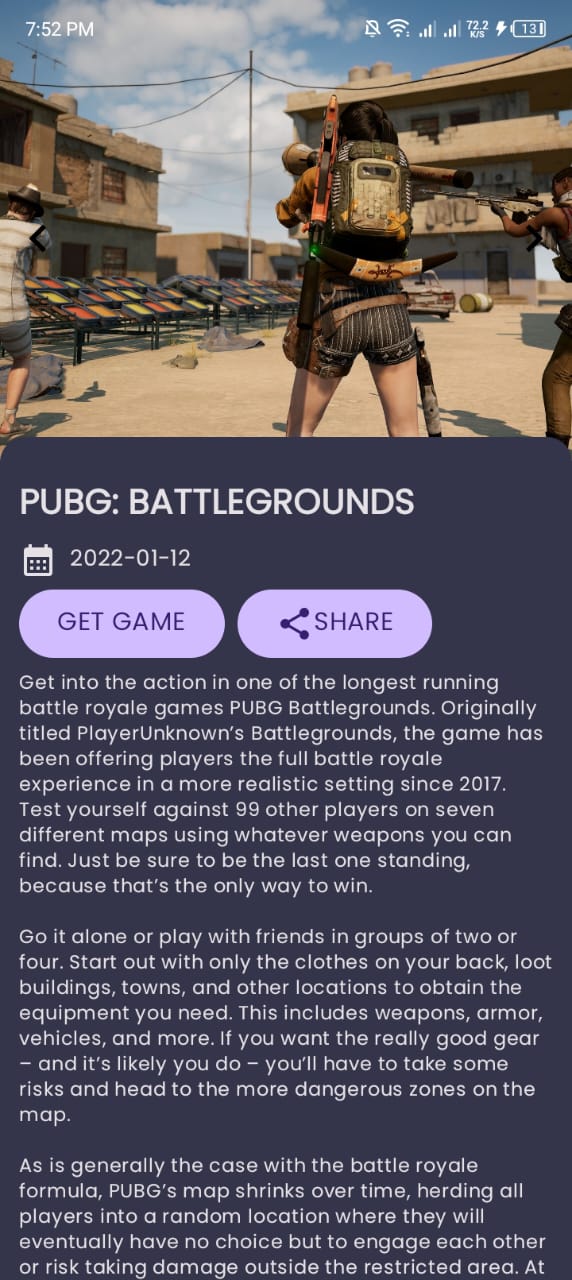 7:52 PM
72.2
K/S
13
PUBG: BATTLEGROUNDS
2022-01-12
GET GAME
SHARE
Get into the action in one of the longest running
battle royale games PUBG Battlegrounds. Originally
titled PlayerUnknown’s Battlegrounds, the game has
been offering players the full battle royale
experience in a more realistic setting since 2017.
Test yourself against 99 other players on seven
different maps using whatever weapons you can
find. Just be sure to be the last one standing,
because that’s the only way to win.
Go it alone or play with friends in groups of two or
four. Start out with only the clothes on your back, loot
buildings, towns, and other locations to obtain the
equipment you need. This includes weapons, armor,
vehicles, and more. If you want the really good gear
– and it’s likely you do – you’ll have to take some
risks and head to the more dangerous zones on the
map.
As is generally the case with the battle royale
formula, PUBG’s map shrinks over time, herding all
players into a random location where they will
eventually have no choice but to engage each other
or risk taking damage outside the restricted area. At